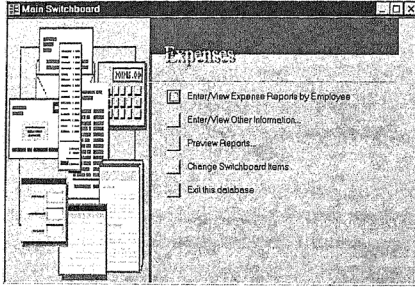 Main Switchboard
Expenses
Enter/View Expense Reports by Employee
Enter/View Other Information...
Preview Reports...
Change Switchboard Items
Exit this database